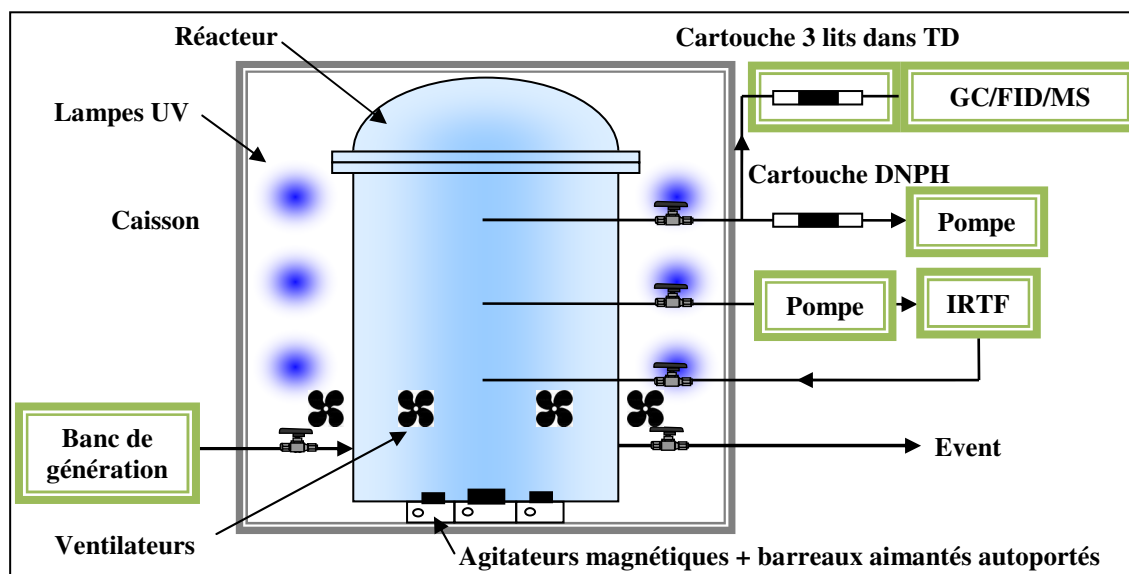 Réacteur
Cartouche 3 lits dans TD
GC/FID/MS
Lampes UV
Cartouche DNPH
Caisson
Pompe
Pompe
IRTF
Banc de
génération
Event
Ventilateurs
Agitateurs magnétiques + barreaux aimantés autoportés